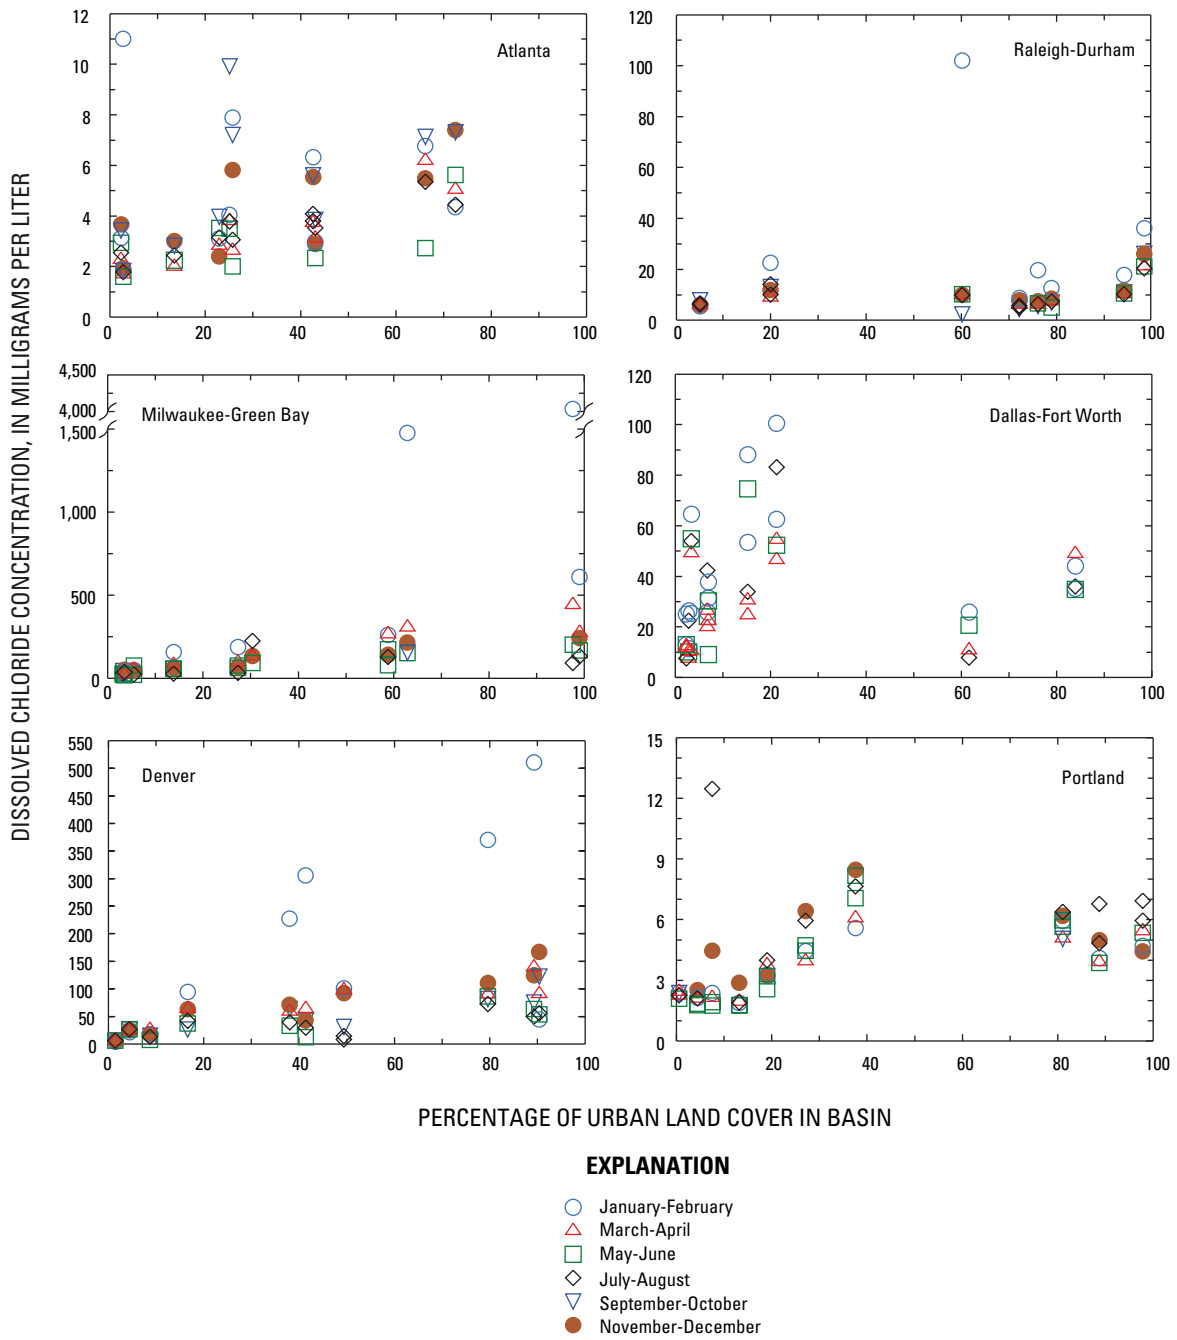 DISSOLVED CHLORIDE CONCENTRATION, IN MILLIGRAMS PER LITER
Atlanta
12
10
8
6
4
2
0
0 20 40 60 80 100
Raleigh-Durham
120
100
80
60
40
20
0
0 20 40 60 80 100
Milwaukee-Green Bay
4,500
4,000
1,500
1,000
500
0
0 20 40 60 80 100
Dallas-Fort Worth
120
100
80
60
40
20
0
0 20 40 60 80 100
Denver
550
500
450
400
350
300
250
200
150
100
50
0
0 20 40 60 80 100
Portland
15
12
9
6
3
0
0 20 40 60 80 100
PERCENTAGE OF URBAN LAND COVER IN BASIN
EXPLANATION
January-February
March-April
May-June
July-August
September-October
November-December